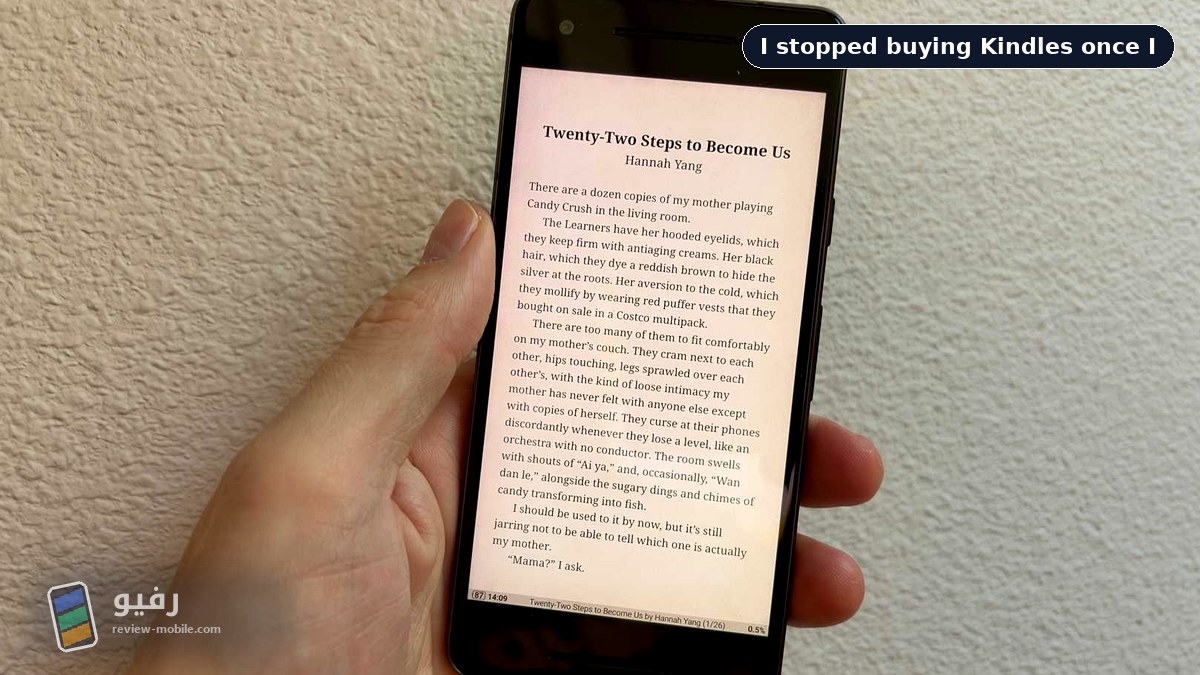 I stopped buying Kindles once I
Twenty-Two Steps to Become Us
Hannah Yang
There are a dozen copies of my mother playing
Candy Crush in the living room.
The Learners have her hooded eyelids, which
they keep firm with antiaging creams. Her black
hair, which they dye a reddish brown to hide the
silver at the roots. Her aversion to the cold, which
they mollify by wearing red puffer vests that they
bought on sale in a Costco multipack.
There are too many of them to fit comfortably
on my mother’s couch. They cram next to each
other, hips touching, legs sprawled over each
other’s, with the kind of loose intimacy my
mother has never felt with anyone else except
with copies of herself. They curse at their phones
discordantly whenever they lose a level, like an
orchestra with no conductor. The room swells
with shouts of “Ai ya,” and, occasionally, “Wan
dan le,” alongside the sugary dings and chimes of
candy transforming into fish.
I should be used to it by now, but it’s still
jarring not to be able to tell which one is actually
my mother.
“Mama?” I ask.
(87) 14:09 Twenty-Two Steps to Become Us by Hannah Yang (1/26) 0.5%
رفيو
review-mobile.com